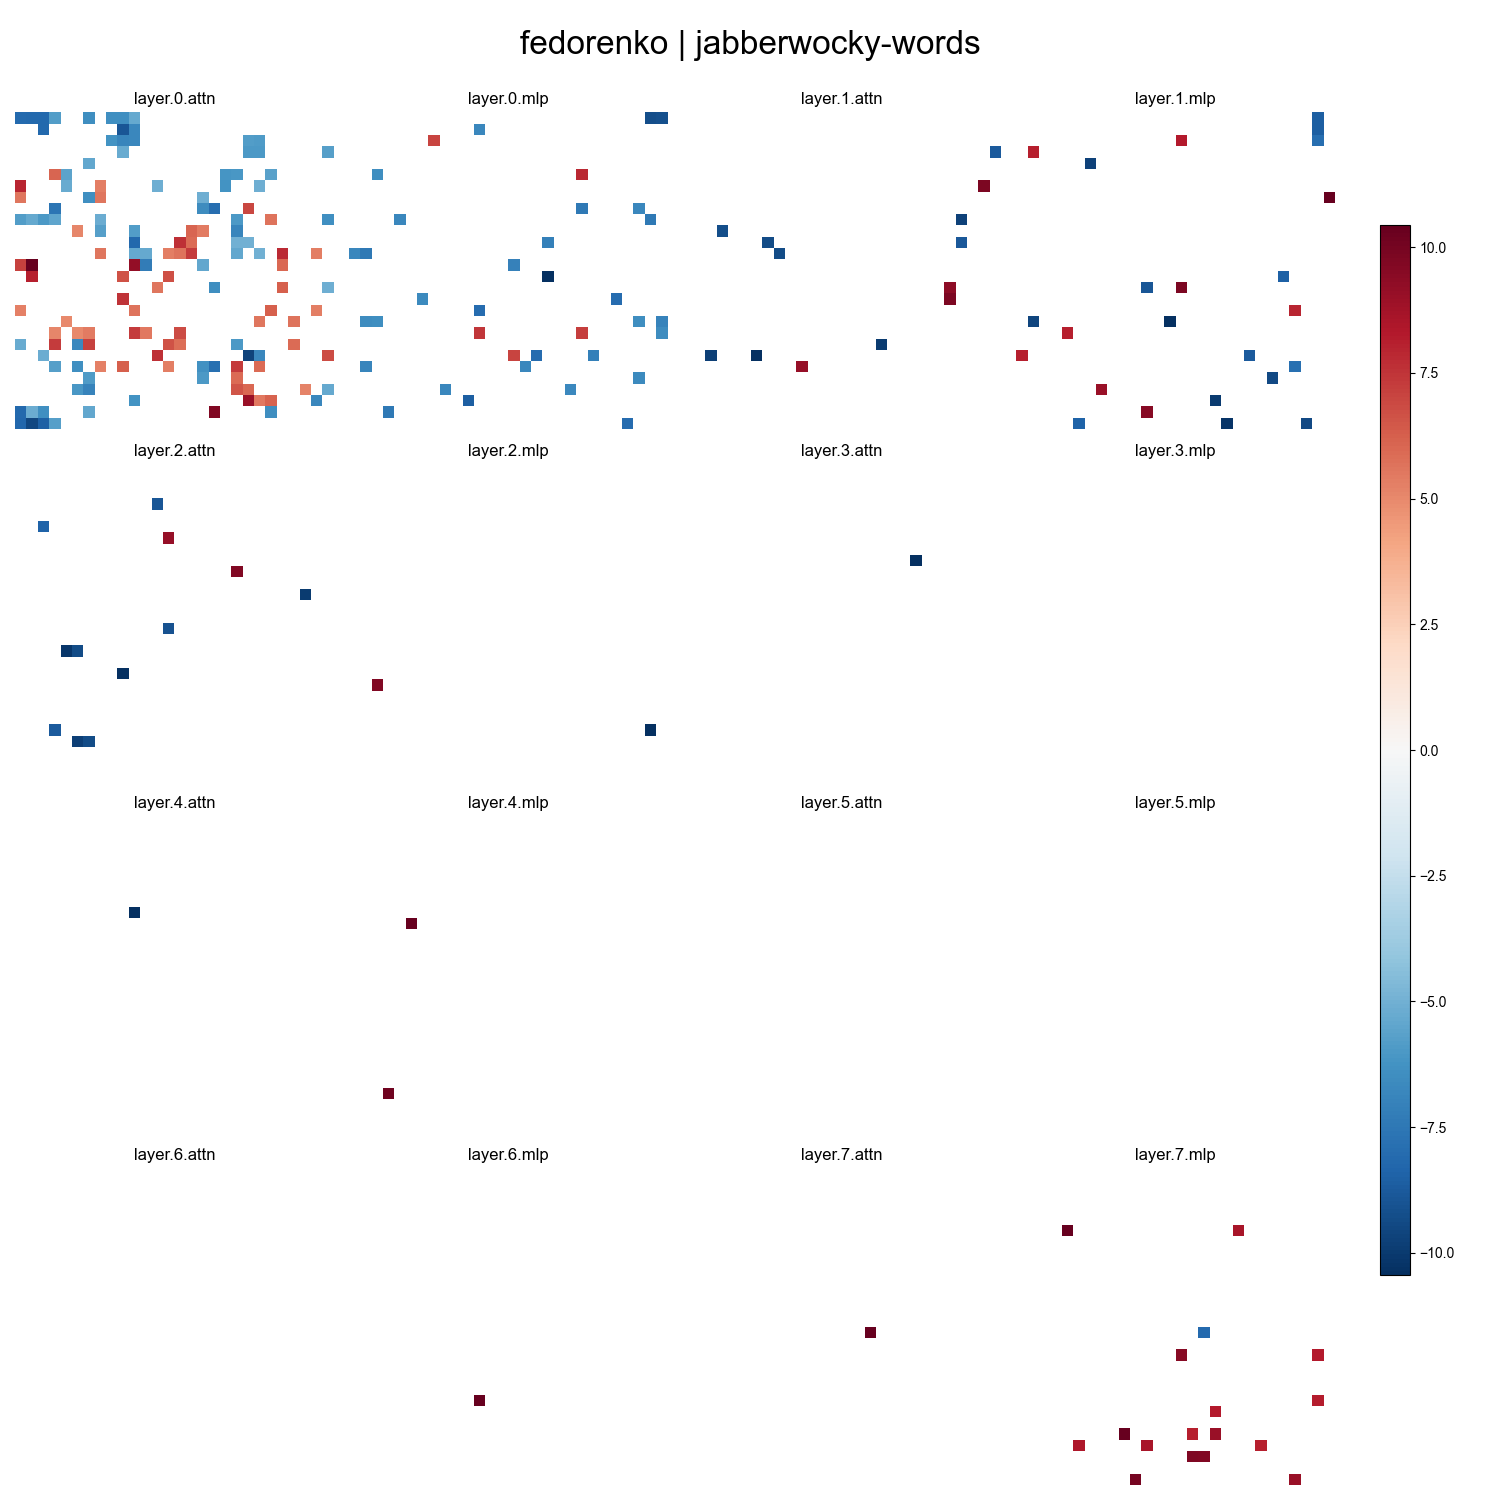 fedorenko | jabberwocky-words
layer.0.attn
layer.0.mlp
layer.1.attn
layer.1.mlp
layer.2.attn
layer.2.mlp
layer.3.attn
layer.3.mlp
layer.4.attn
layer.4.mlp
layer.5.attn
layer.5.mlp
layer.6.attn
layer.6.mlp
layer.7.attn
layer.7.mlp
10.0
7.5
5.0
2.5
0.0
−2.5
−5.0
−7.5
−10.0